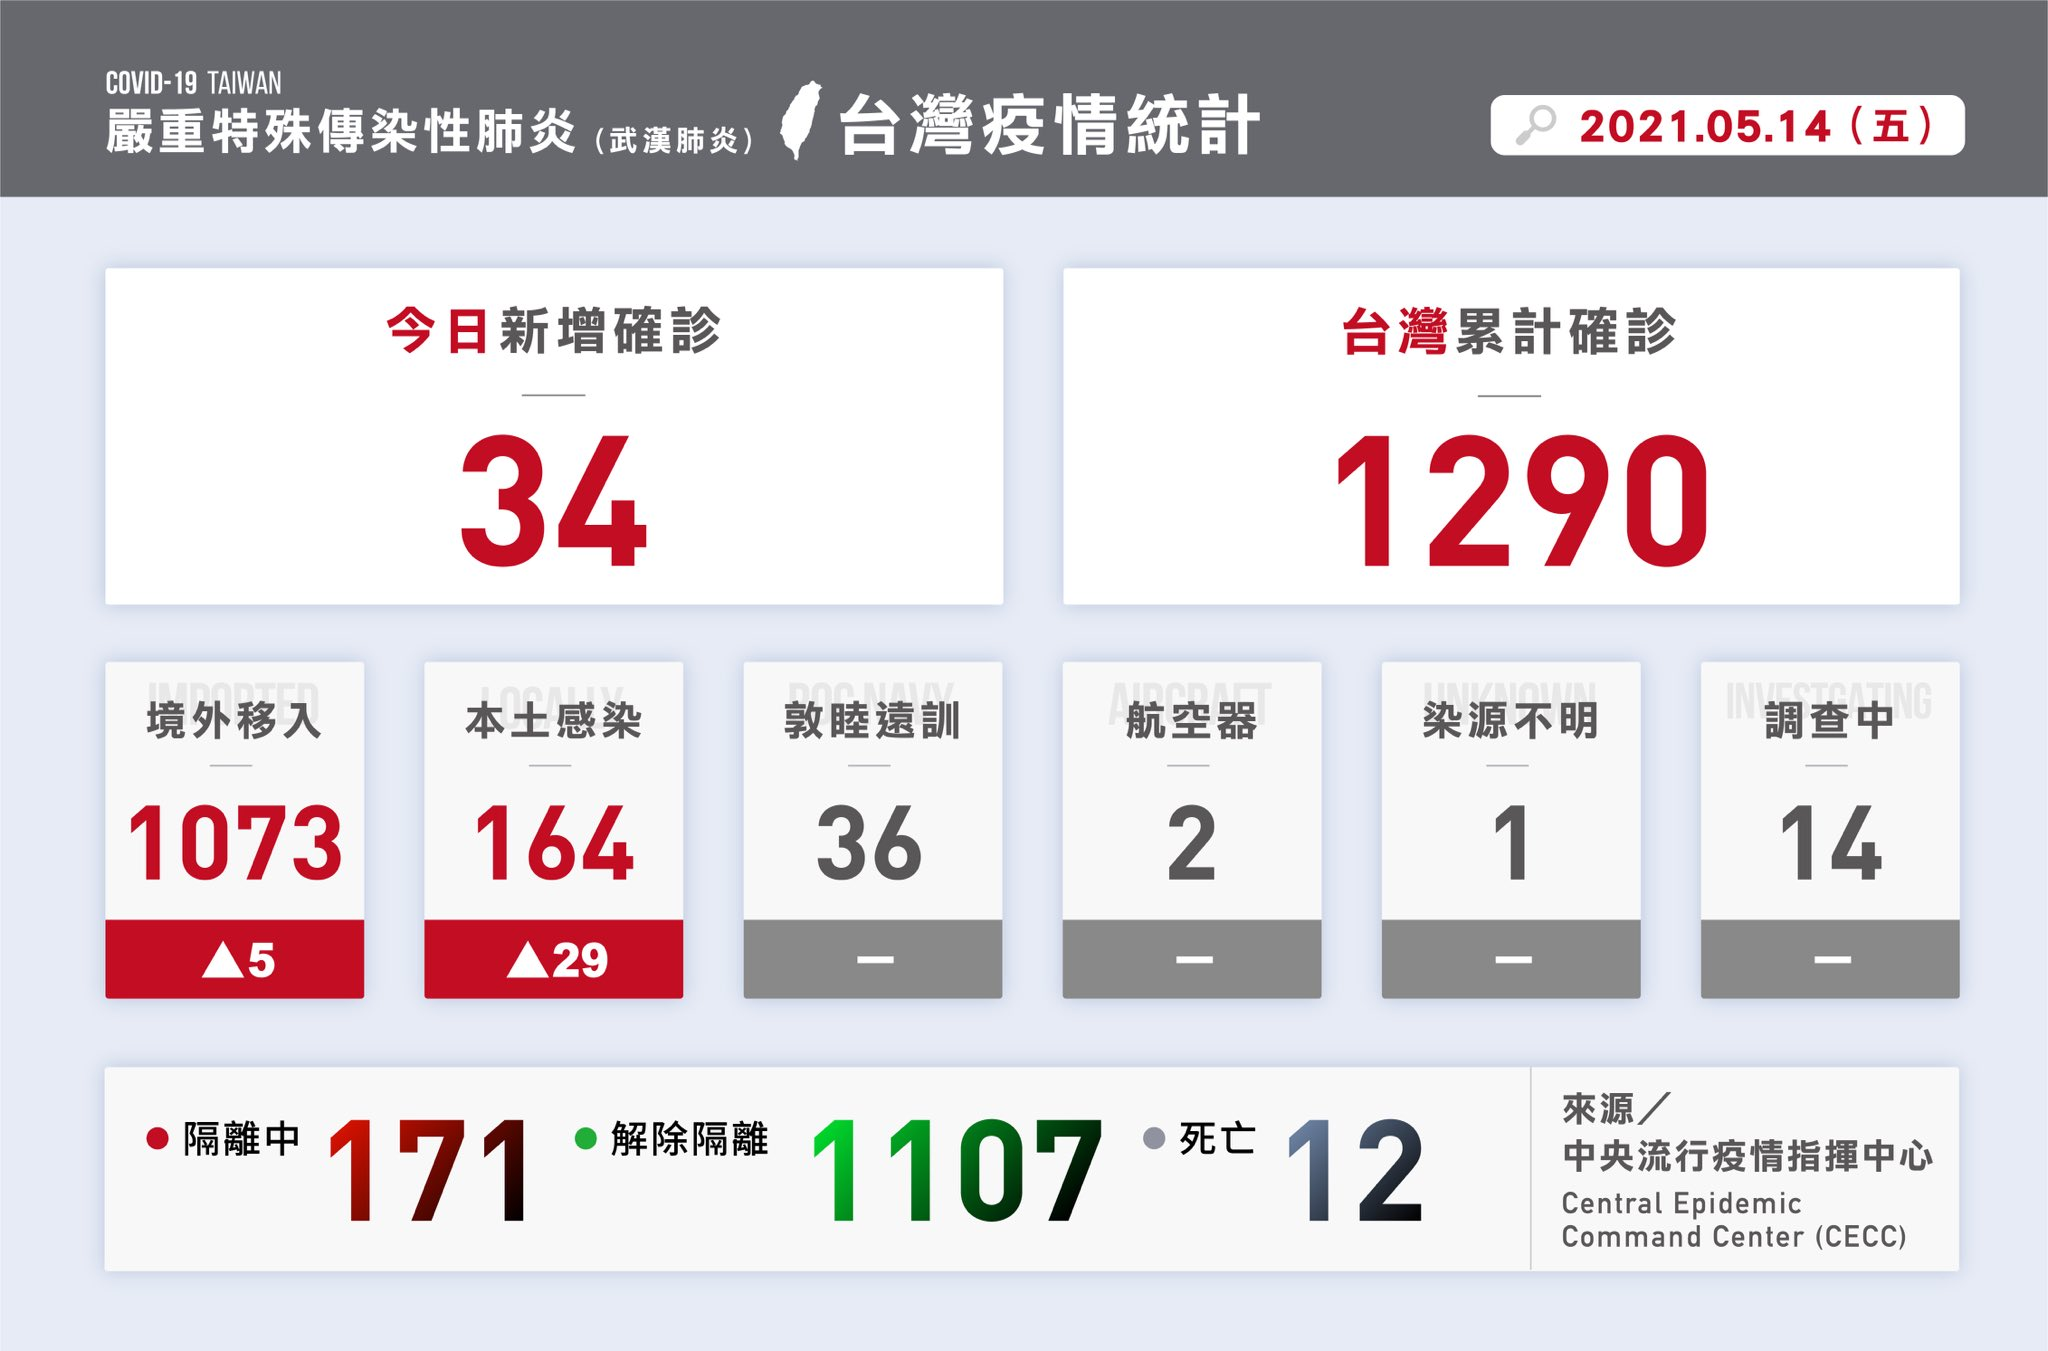 COVID-19 TAIWAN
嚴重特殊傳染性肺炎(武漢肺炎) 台灣疫情統計
2021.05.14(五)
今日新增確診
34
台灣累計確診
1290
IMPORTED
境外移入
1073
▲5
LOCALLY
本土感染
164
▲29
ROC NAVY
敦睦遠訓
36
—
AIRCRAFT
航空器
2
—
UNKNOWN
染源不明
1
—
INVESTGATING
調查中
14
—
隔離中 171
解除隔離 1107
死亡 12
來源／
中央流行疫情指揮中心
Central Epidemic
Command Center (CECC)